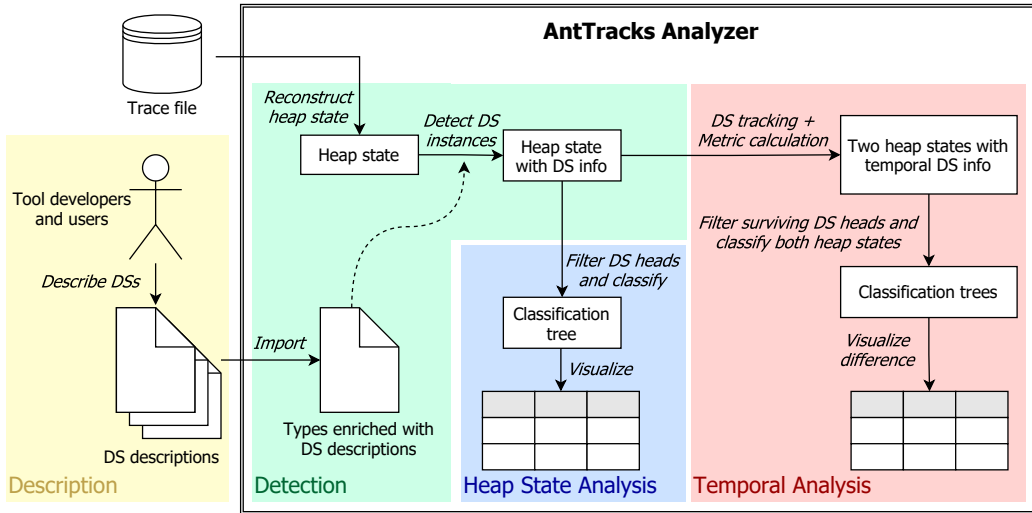 AntTracks Analyzer
Trace file
Reconstruct
heap state
Heap state
Detect DS
instances
Heap state
with DS info
DS tracking +
Metric calculation
Two heap states with
temporal DS info
Tool developers
and users
Describe DSs
DS descriptions
Import
Types enriched with
DS descriptions
Filter DS heads
and classify
Classification
tree
Visualize
Filter surviving DS heads and
classify both heap states
Classification trees
Visualize
difference
Description
Detection
Heap State Analysis
Temporal Analysis